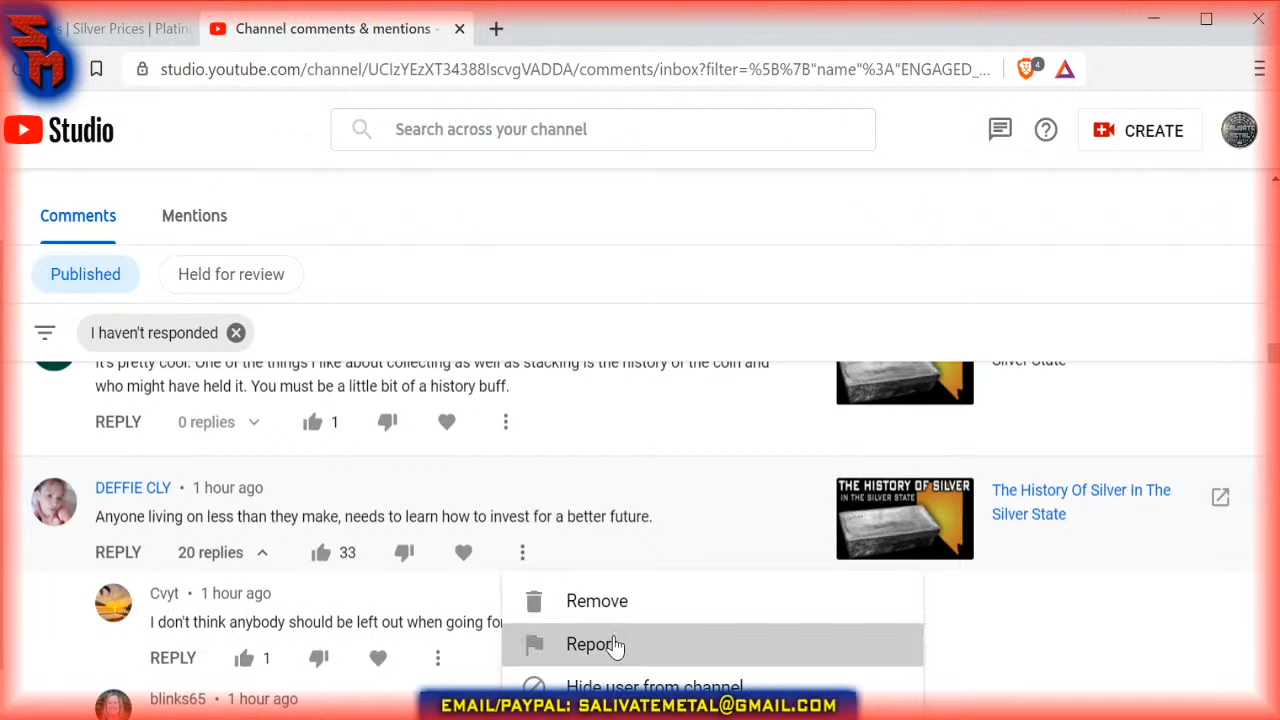 SM
s | Silver Prices | Platinu
Channel comments & mentions -
studio.youtube.com/channel/UCIzYEzXT34388IscvgVADDA/comments/inbox?filter=%5B%7B"name"%3A"ENGAGED_...
4
Studio
Search across your channel
CREATE
Comments
Mentions
Published
Held for review
I haven't responded
It's pretty cool. One of the things I like about collecting as well as stacking is the history of the coin and
who might have held it. You must be a little bit of a history buff.
Silver State
REPLY
0 replies
1
DEFFIE CLY • 1 hour ago
Anyone living on less than they make, needs to learn how to invest for a better future.
THE HISTORY OF SILVER
IN THE SILVER STATE
The History Of Silver In The
Silver State
REPLY
20 replies
33
Cvyt • 1 hour ago
I don't think anybody should be left out when going for
REPLY
1
Remove
Report
Hide user from channel
blinks65 • 1 hour ago
EMAIL/PAYPAL: SALIVATEMETAL@GMAIL.COM